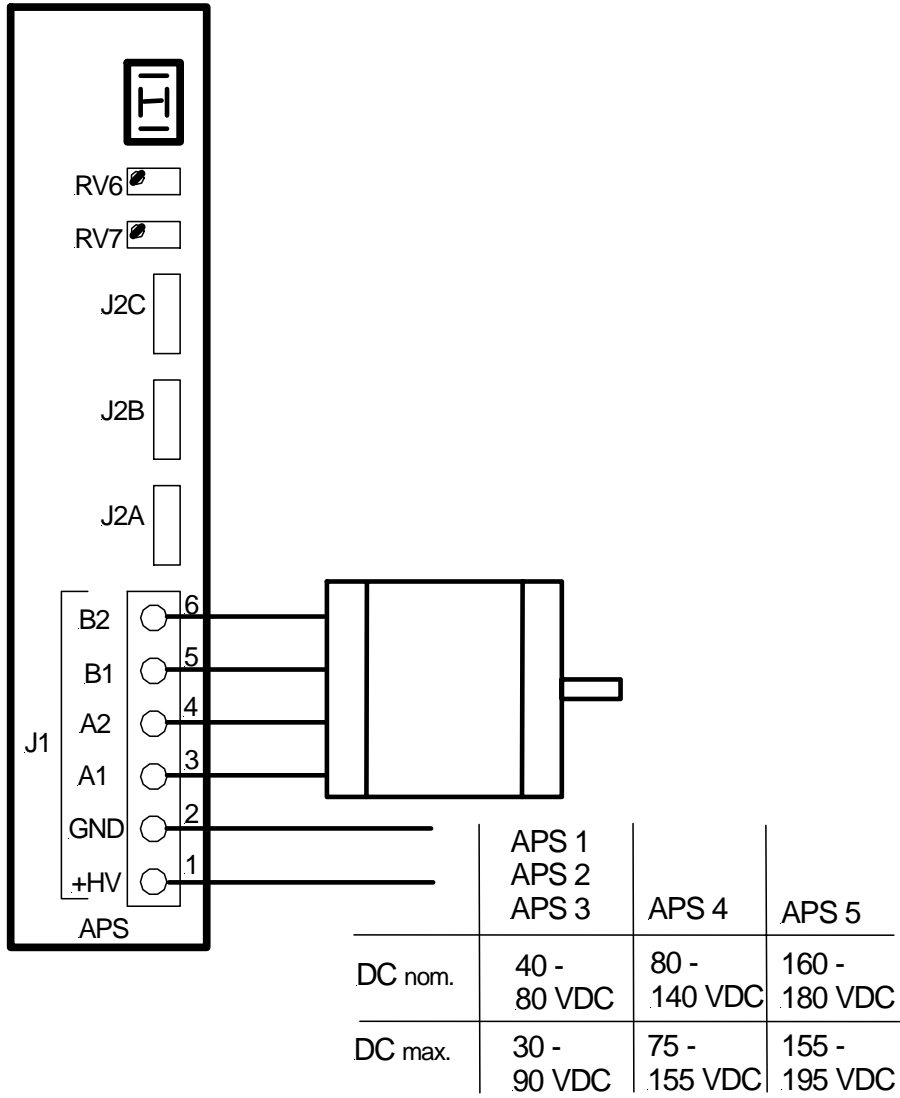 RV6
RV7
J2C
J2B
J2A
J1
B2 6
B1 5
A2 4
A1 3
GND 2
+HV 1
APS
APS 1
APS 2
APS 3
APS 4
APS 5
DC nom.
40 -
80 VDC
80 -
140 VDC
160 -
180 VDC
DC max.
30 -
90 VDC
75 -
155 VDC
155 -
195 VDC